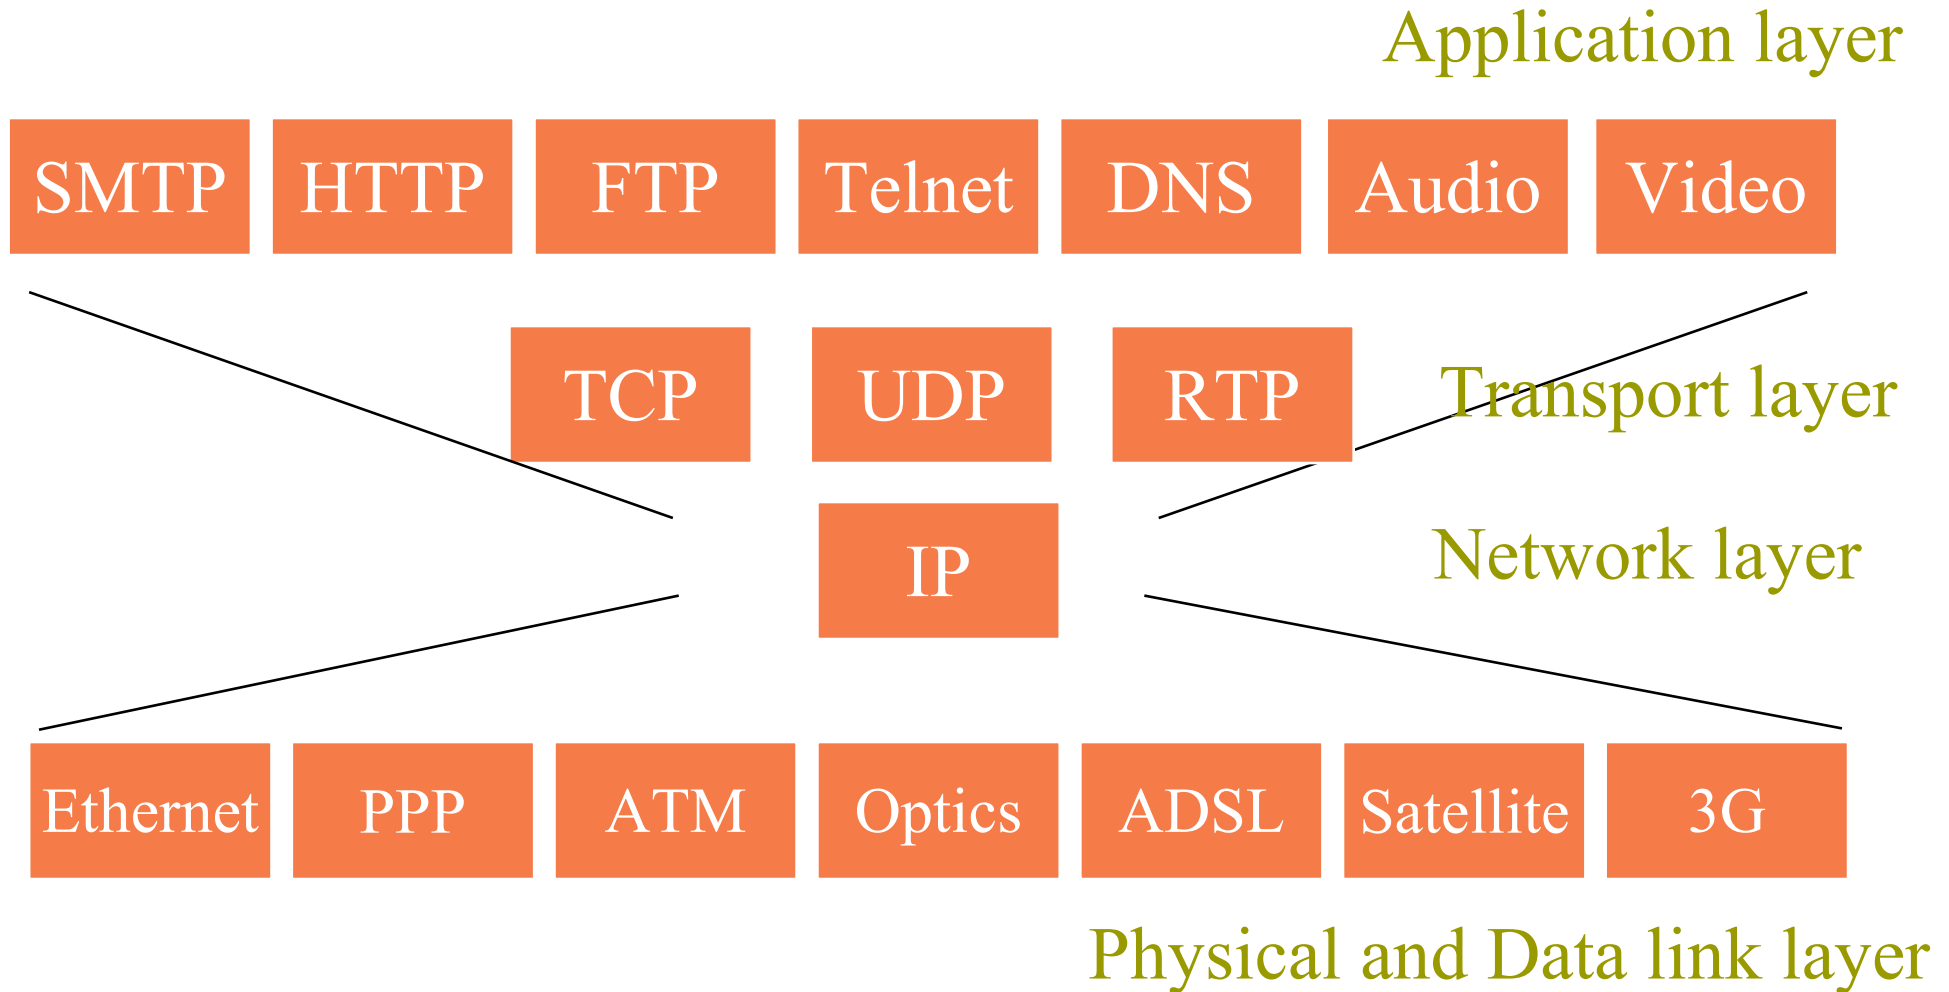 Application layer
SMTP HTTP FTP Telnet DNS Audio Video
TCP UDP RTP Transport layer
IP Network layer
Ethernet PPP ATM Optics ADSL Satellite 3G
Physical and Data link layer